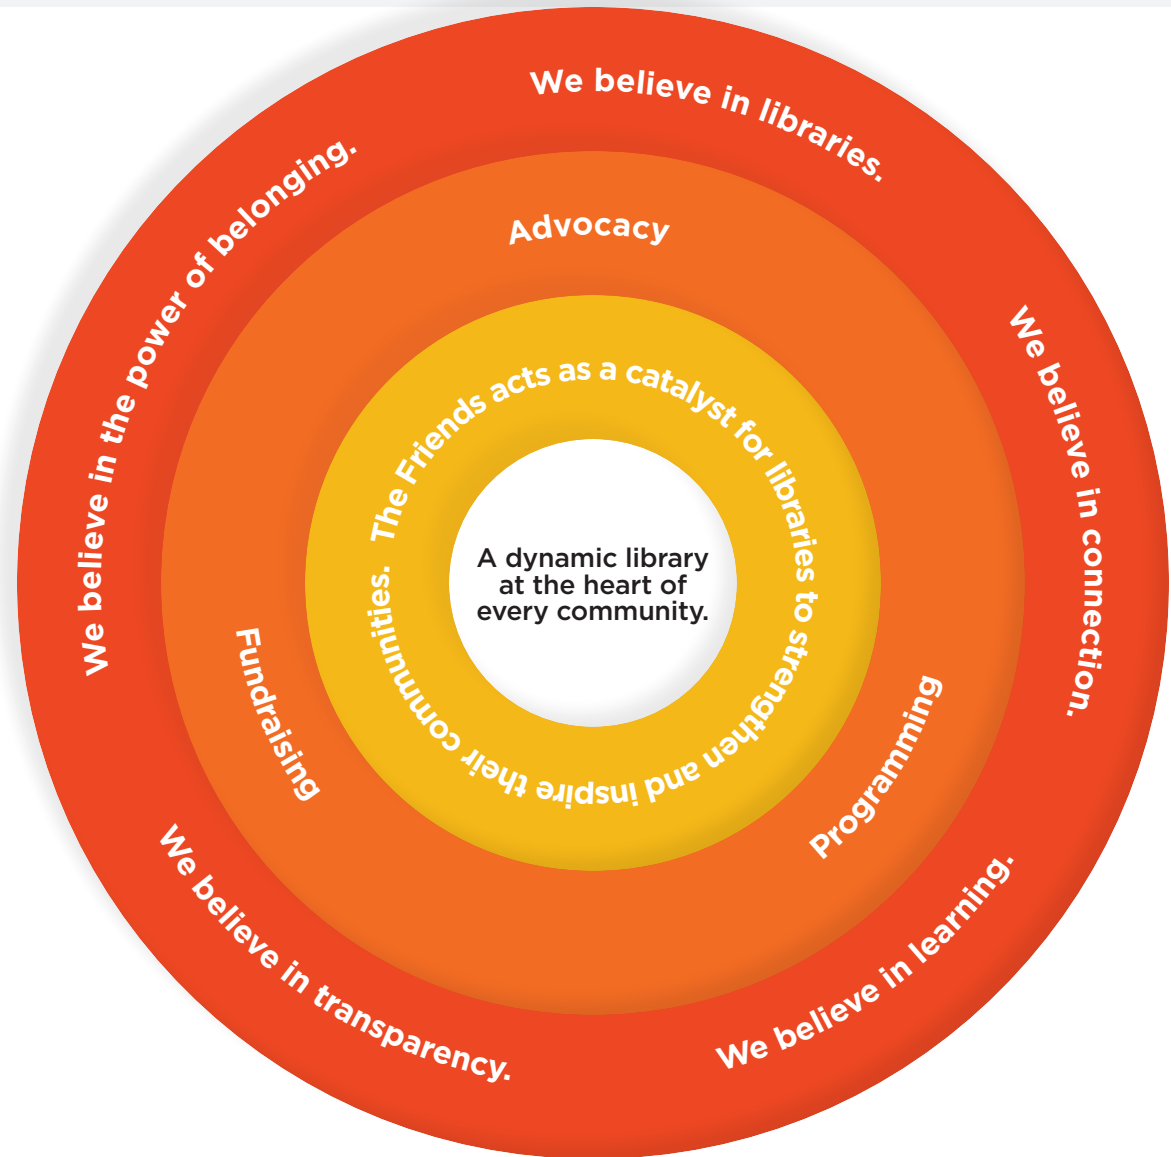 We believe in libraries.
We believe in connection.
We believe in learning.
We believe in transparency.
We believe in the power of belonging.
Advocacy
Programming
Fundraising
The Friends acts as a catalyst for libraries to strengthen and inspire their communities.
A dynamic library
at the heart of
every community.